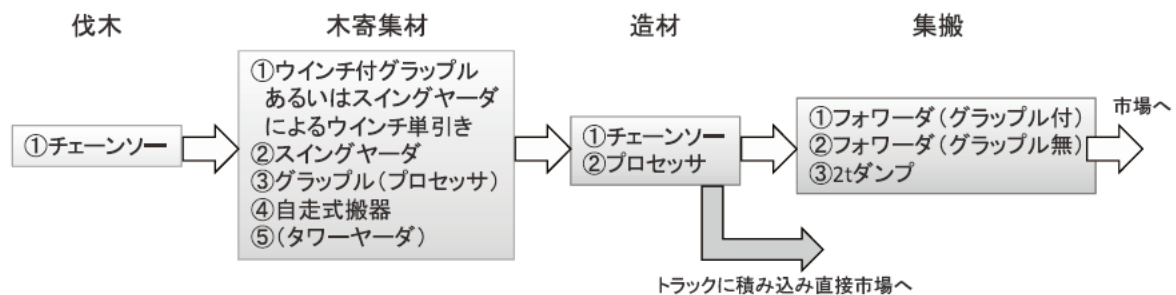 伐木
①チェーンソー
木寄集材
①ウインチ付グラップル
あるいはスイングヤーダ
によるウインチ単引き
②スイングヤーダ
③グラップル(プロセッサ)
④自走式搬器
⑤(タワーヤーダ)
造材
①チェーンソー
②プロセッサ
集搬
①フォワーダ(グラップル付)
②フォワーダ(グラップル無)
③2tダンプ
市場へ
トラックに積み込み直接市場へ